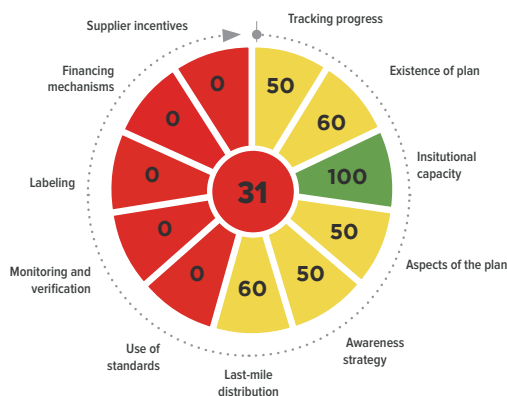 Supplier incentives
Tracking progress
Financing
mechanisms
Existence of plan
0
50
0
60
Insitutional
capacity
Labeling
0
100
31
0
50
Monitoring and
verification
Aspects of the plan
0
60
50
Use of
standards
Awareness
strategy
Last-mile
distribution